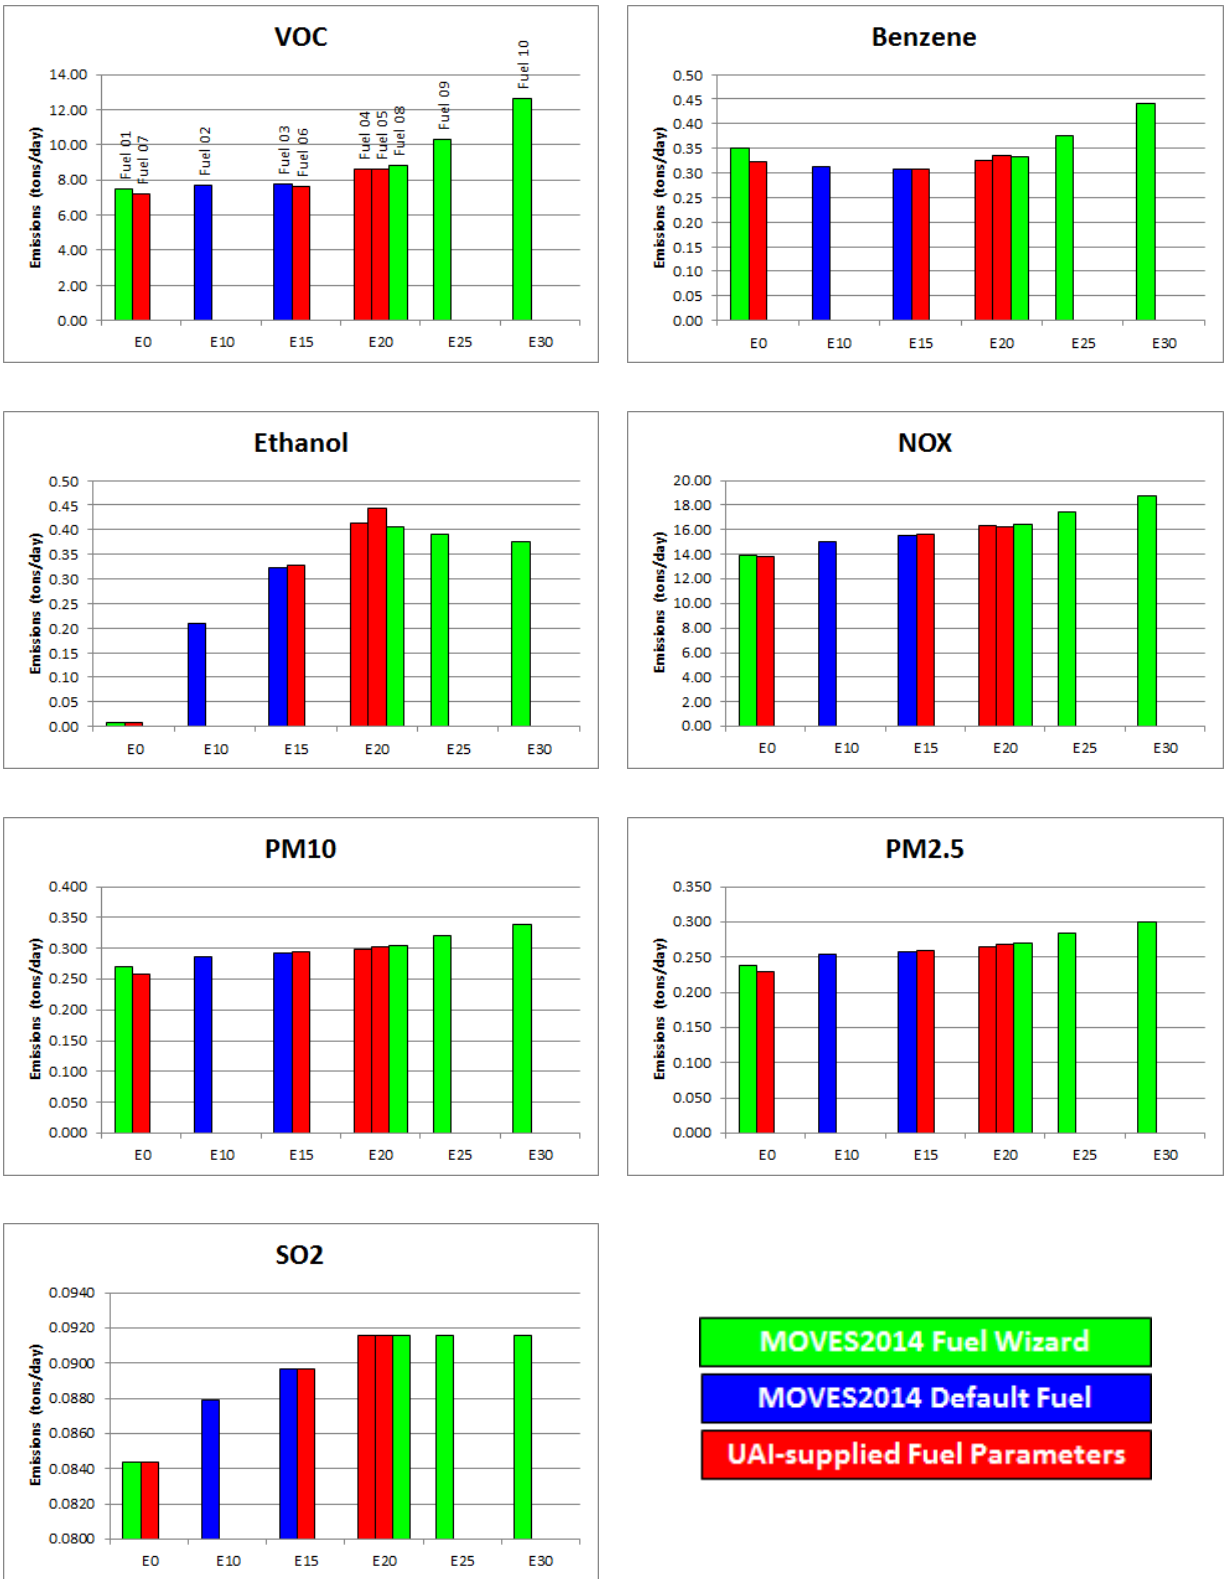 VOC
Emissions (tons/day)
14.00
12.00
10.00
8.00
6.00
4.00
2.00
0.00
Fuel 01
Fuel 07
Fuel 02
Fuel 03
Fuel 06
Fuel 04
Fuel 05
Fuel 08
Fuel 09
Fuel 10
E0 E10 E15 E20 E25 E30
Benzene
Emissions (tons/day)
0.50
0.45
0.40
0.35
0.30
0.25
0.20
0.15
0.10
0.05
0.00
E0 E10 E15 E20 E25 E30
Ethanol
Emissions (tons/day)
0.50
0.45
0.40
0.35
0.30
0.25
0.20
0.15
0.10
0.05
0.00
E0 E10 E15 E20 E25 E30
NOX
Emissions (tons/day)
20.00
18.00
16.00
14.00
12.00
10.00
8.00
6.00
4.00
2.00
0.00
E0 E10 E15 E20 E25 E30
PM10
Emissions (tons/day)
0.400
0.350
0.300
0.250
0.200
0.150
0.100
0.050
0.000
E0 E10 E15 E20 E25 E30
PM2.5
Emissions (tons/day)
0.350
0.300
0.250
0.200
0.150
0.100
0.050
0.000
E0 E10 E15 E20 E25 E30
SO2
Emissions (tons/day)
0.0940
0.0920
0.0900
0.0880
0.0860
0.0840
0.0820
0.0800
E0 E10 E15 E20 E25 E30
MOVES2014 Fuel Wizard
MOVES2014 Default Fuel
UAI-supplied Fuel Parameters